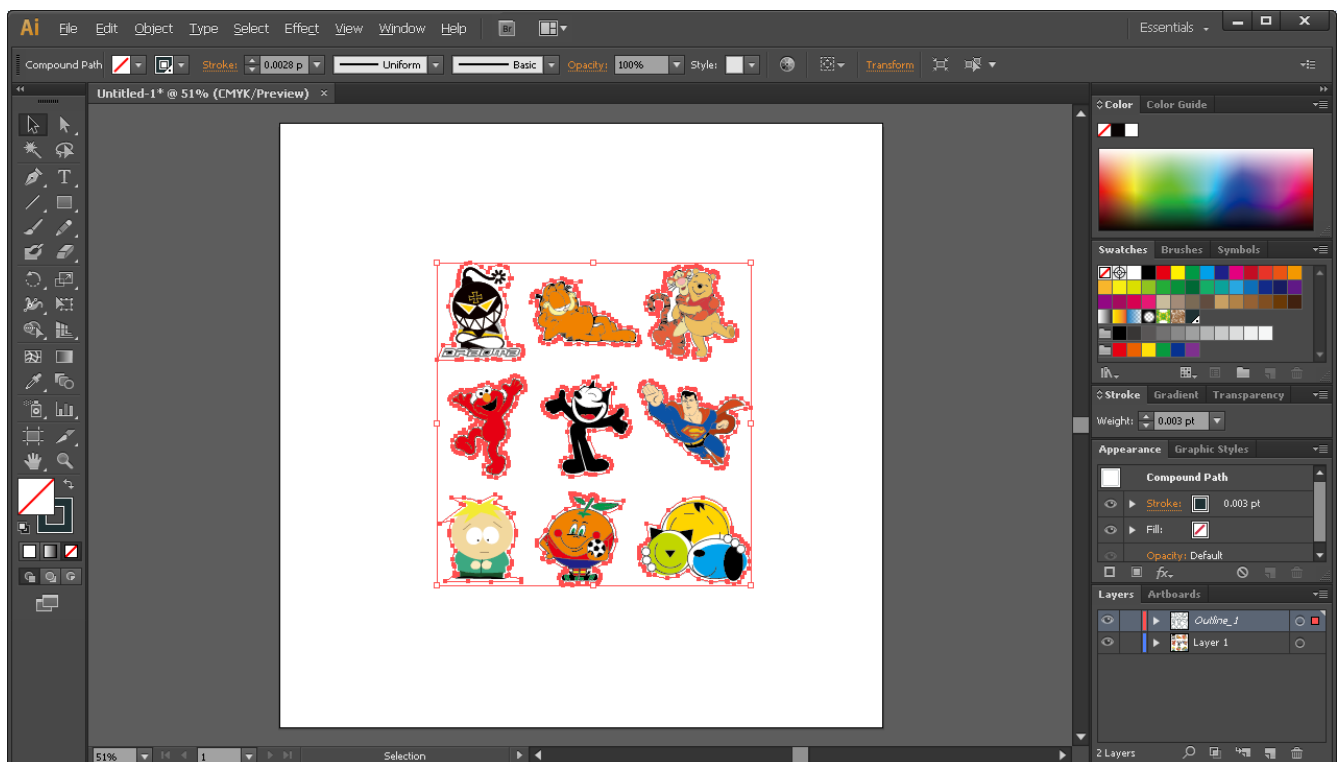 Ai File Edit Object Type Select Effect View Window Help Br Essentials
Compound Path Stroke: 0.0028 p Uniform Basic Opacity: 100% Style: Transform
Untitled-1* @ 51% (CMYK/Preview) ×
Color Color Guide
Swatches Brushes Symbols
Stroke Gradient Transparency
Weight: 0.003 pt
Appearance Graphic Styles
Compound Path
Stroke: 0.003 pt
Fill:
Opacity: Default
fx
Layers Artboards
Outline_1
Layer 1
51% 1 Selection
2 Layers